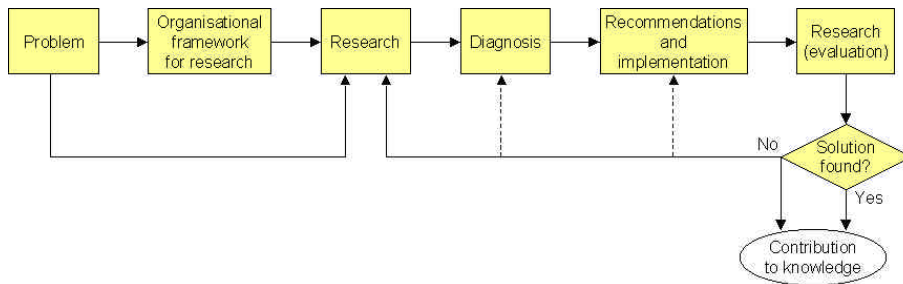 Problem
Organisational
framework
for research
Research
Diagnosis
Recommendations
and
implementation
Research
(evaluation)
Solution
found?
No
Yes
Contribution
to knowledge